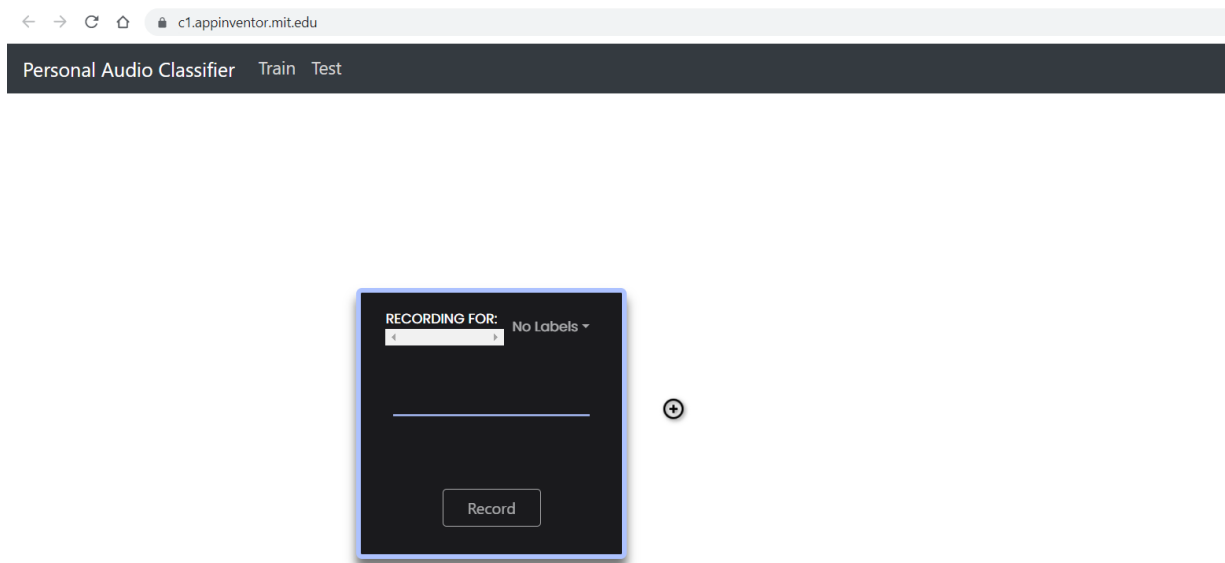 c1.appinventor.mit.edu
Personal Audio Classifier Train Test
RECORDING FOR:
No Labels
Record